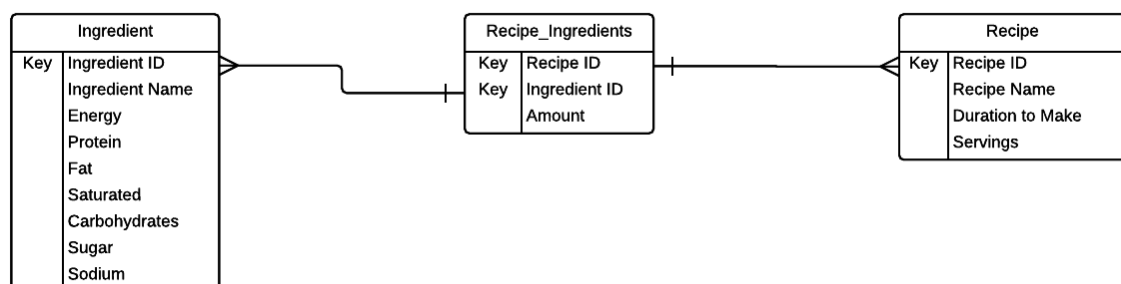 Ingredient
Key Ingredient ID
Ingredient Name
Energy
Protein
Fat
Saturated
Carbohydrates
Sugar
Sodium
Recipe_Ingredients
Key Recipe ID
Key Ingredient ID
Amount
Recipe
Key Recipe ID
Recipe Name
Duration to Make
Servings